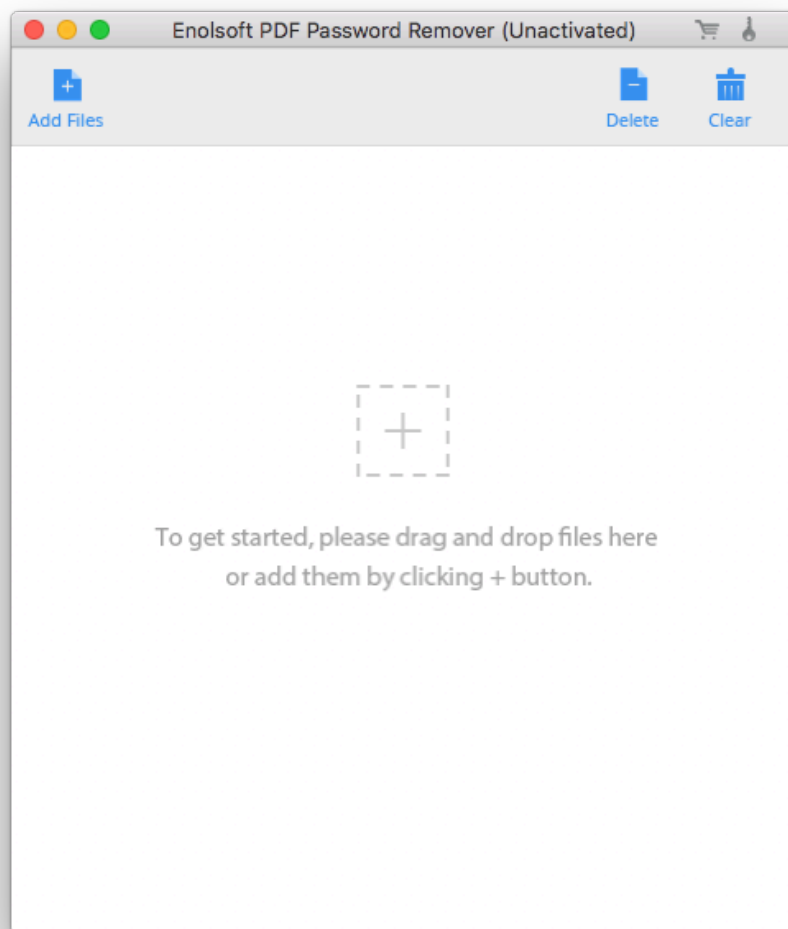 Enolsoft PDF Password Remover (Unactivated)
Add Files
Delete
Clear
To get started, please drag and drop files here
or add them by clicking + button.